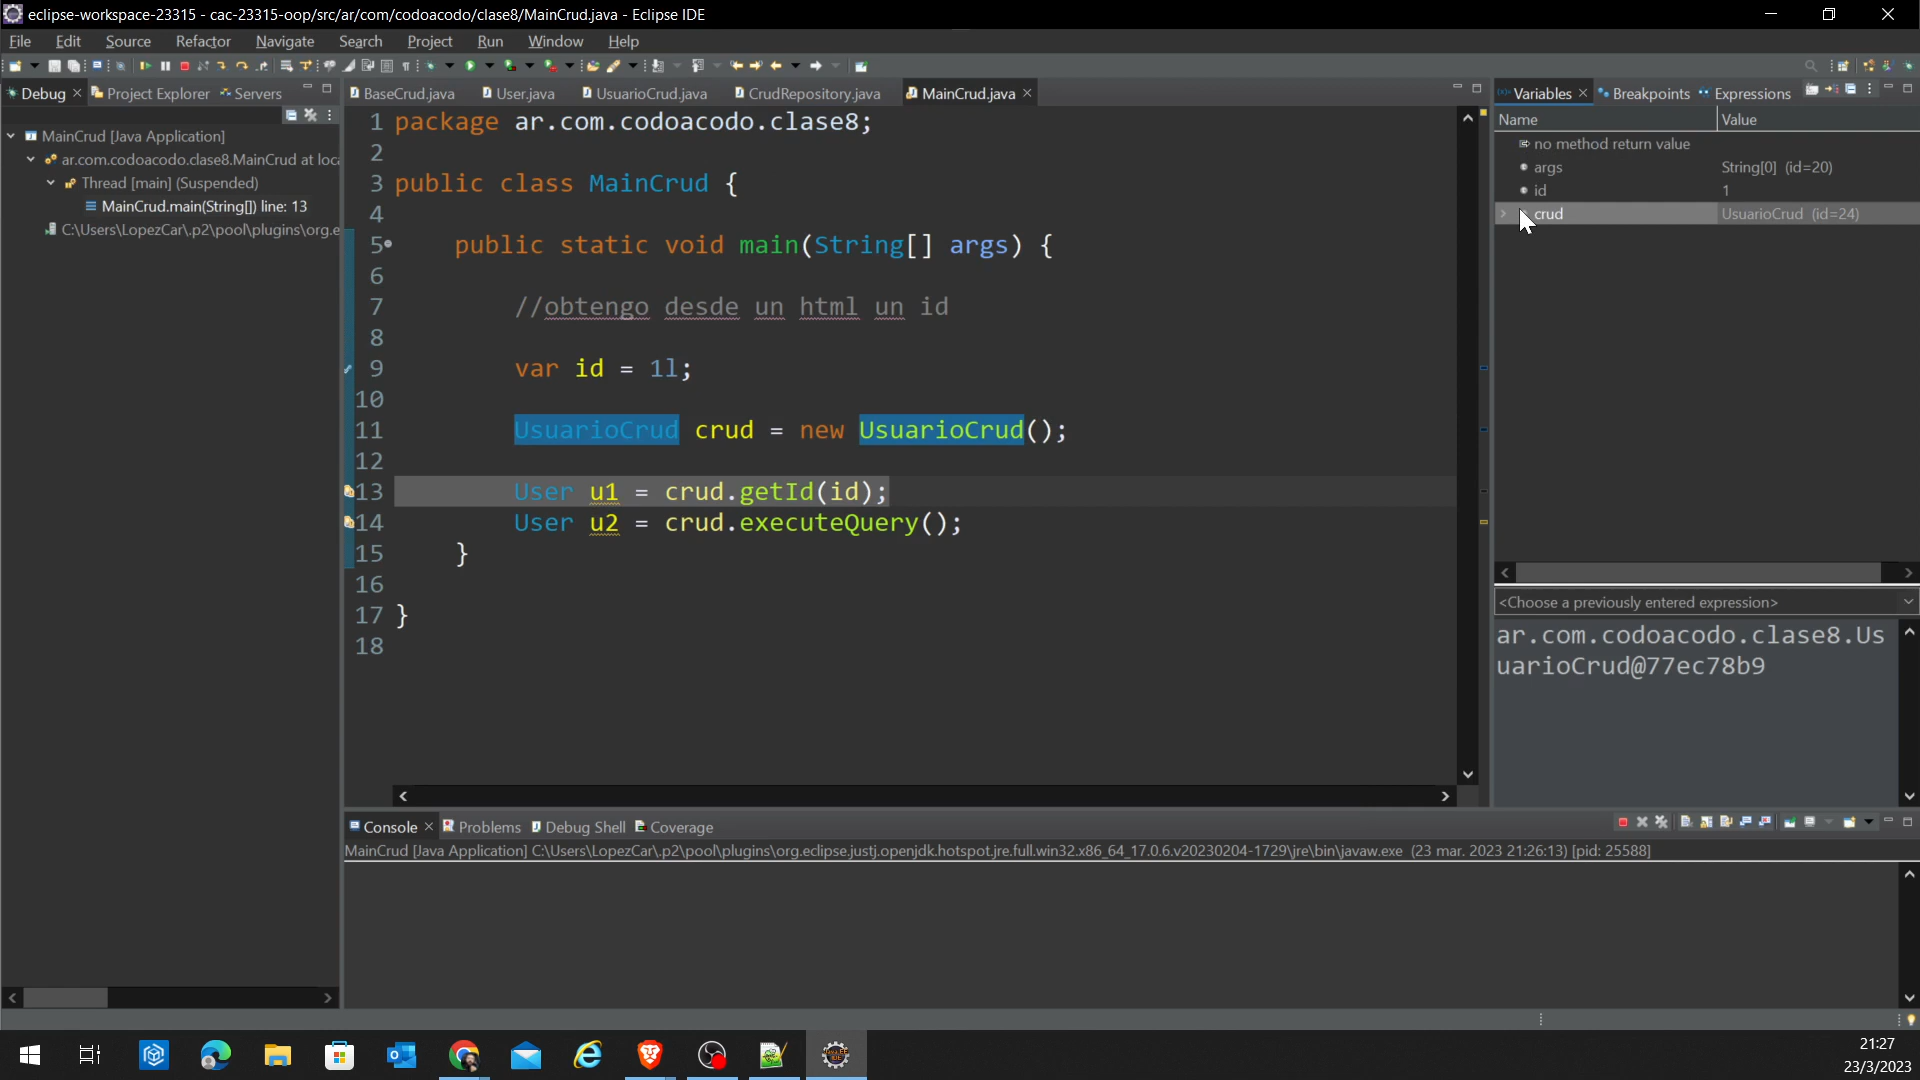 eclipse-workspace-23315 - cac-23315-oop/src/ar/com/codoacodo/clase8/MainCrud.java - Eclipse IDE
File Edit Source Refactor Navigate Search Project Run Window Help
Debug Project Explorer Servers
BaseCrud.java User.java UsuarioCrud.java CrudRepository.java MainCrud.java
Variables Breakpoints Expressions
MainCrud [Java Application]
ar.com.codoacodo.clase8.MainCrud at loca
Thread [main] (Suspended)
MainCrud.main(String[]) line: 13
C:\Users\LopezCar\.p2\pool\plugins\org.e
1 package ar.com.codoacodo.clase8;
2
3 public class MainCrud {
4
5 public static void main(String[] args) {
6
7 //obtengo desde un html un id
8
9 var id = 1l;
10
11 UsuarioCrud crud = new UsuarioCrud();
12
13 User u1 = crud.getId(id);
14 User u2 = crud.executeQuery();
15 }
16
17 }
18
Name Value
no method return value
args String[0] (id=20)
id 1
crud UsuarioCrud (id=24)
<Choose a previously entered expression>
ar.com.codoacodo.clase8.Us
uarioCrud@77ec78b9
Console Problems Debug Shell Coverage
MainCrud [Java Application] C:\Users\LopezCar\.p2\pool\plugins\org.eclipse.justj.openjdk.hotspot.jre.full.win32.x86_64_17.0.6.v20230204-1729\jre\bin\javaw.exe (23 mar. 2023 21:26:13) [pid: 25588]
21:27
23/3/2023